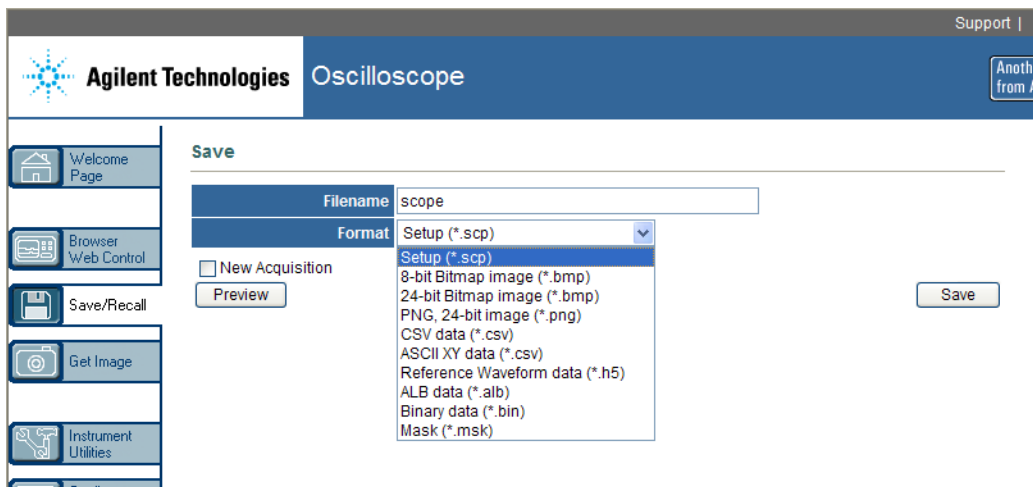 Support |
Agilent Technologies
Oscilloscope
from
Welcome
Page
Save
Filename scope
Format Setup (*.scp)
Browser
Web Control
New Acquisition
Preview
Save
Setup (*.scp)
8-bit Bitmap image (*.bmp)
24-bit Bitmap image (*.bmp)
PNG, 24-bit image (*.png)
CSV data (*.csv)
ASCII XY data (*.csv)
Reference Waveform data (*.h5)
ALB data (*.alb)
Binary data (*.bin)
Mask (*.msk)
Save/Recall
Get Image
Instrument
Utilities